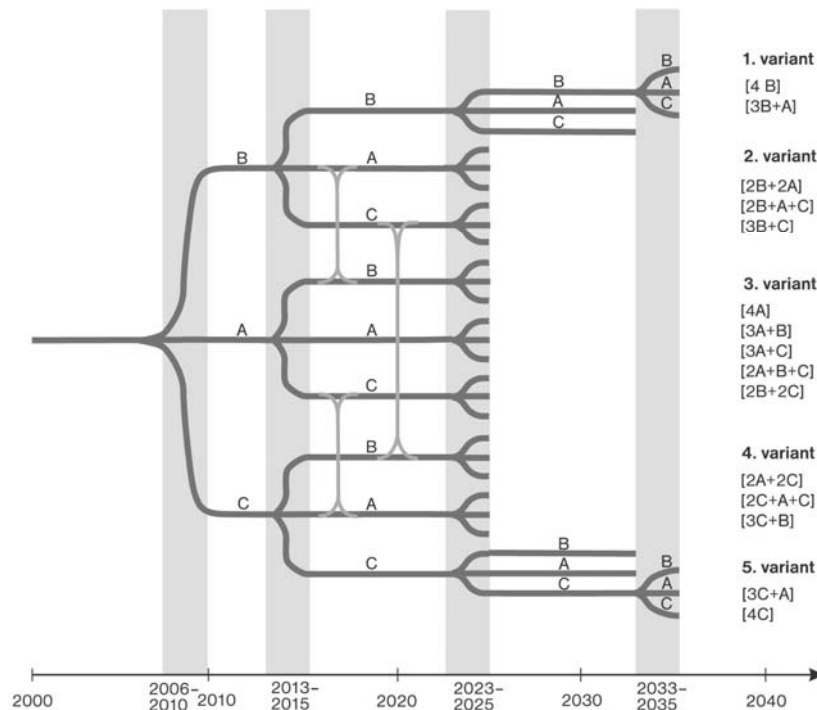 B
1. variant
B
B
A
A
[4 B]
B
C
C
[3B+A]
B
A
2. variant
[2B+2A]
C
[2B+A+C]
[3B+C]
B
3. variant
[4A]
A
A
[3A+B]
[3A+C]
C
[2A+B+C]
[2B+2C]
B
4. variant
[2A+2C]
C
A
[2C+A+C]
[3C+B]
B
B
5. variant
C
A
A
C
C
[3C+A]
[4C]
2000
2006–
2010
2010
2013–
2015
2020
2023–
2025
2030
2033–
2035
2040